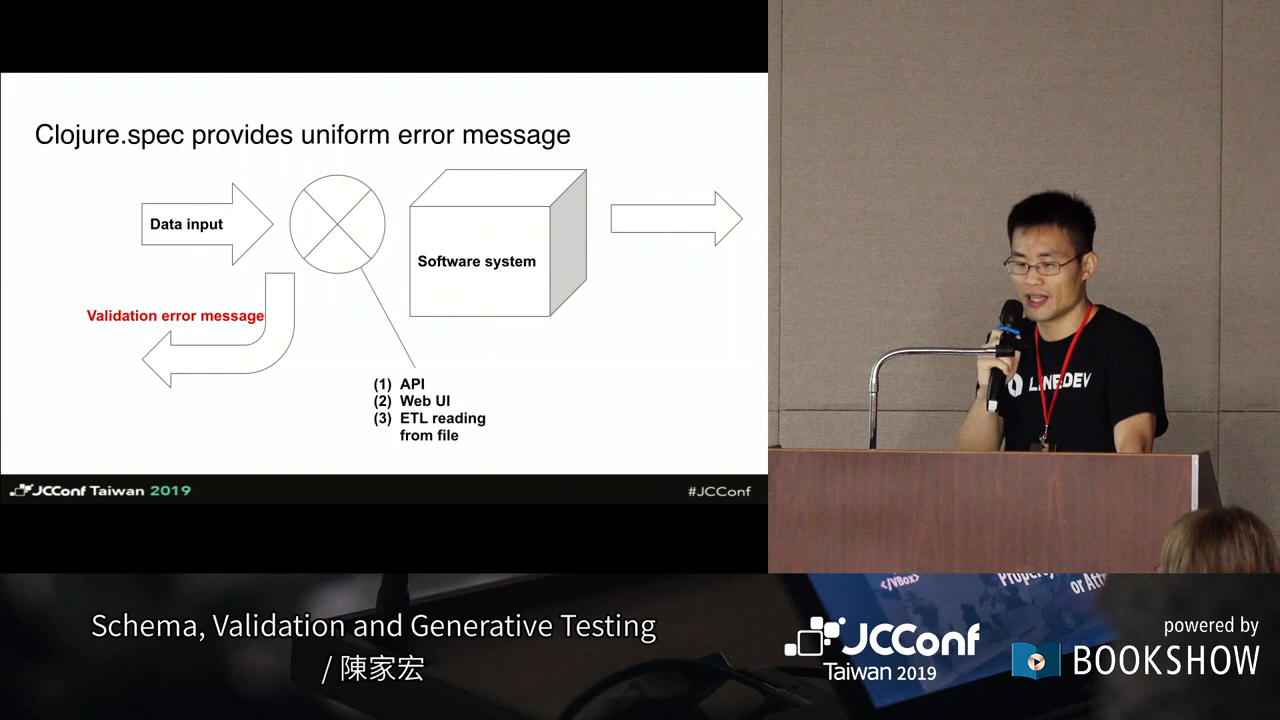 Clojure.spec provides uniform error message
Data input
Software system
Validation error message
(1) API
(2) Web UI
(3) ETL reading
from file
JCConf Taiwan 2019
#JCConf
LINE DEV
</VBox>
Schema, Validation and Generative Testing
/ 陳家宏
JCConf
Taiwan 2019
powered by
BOOKSHOW